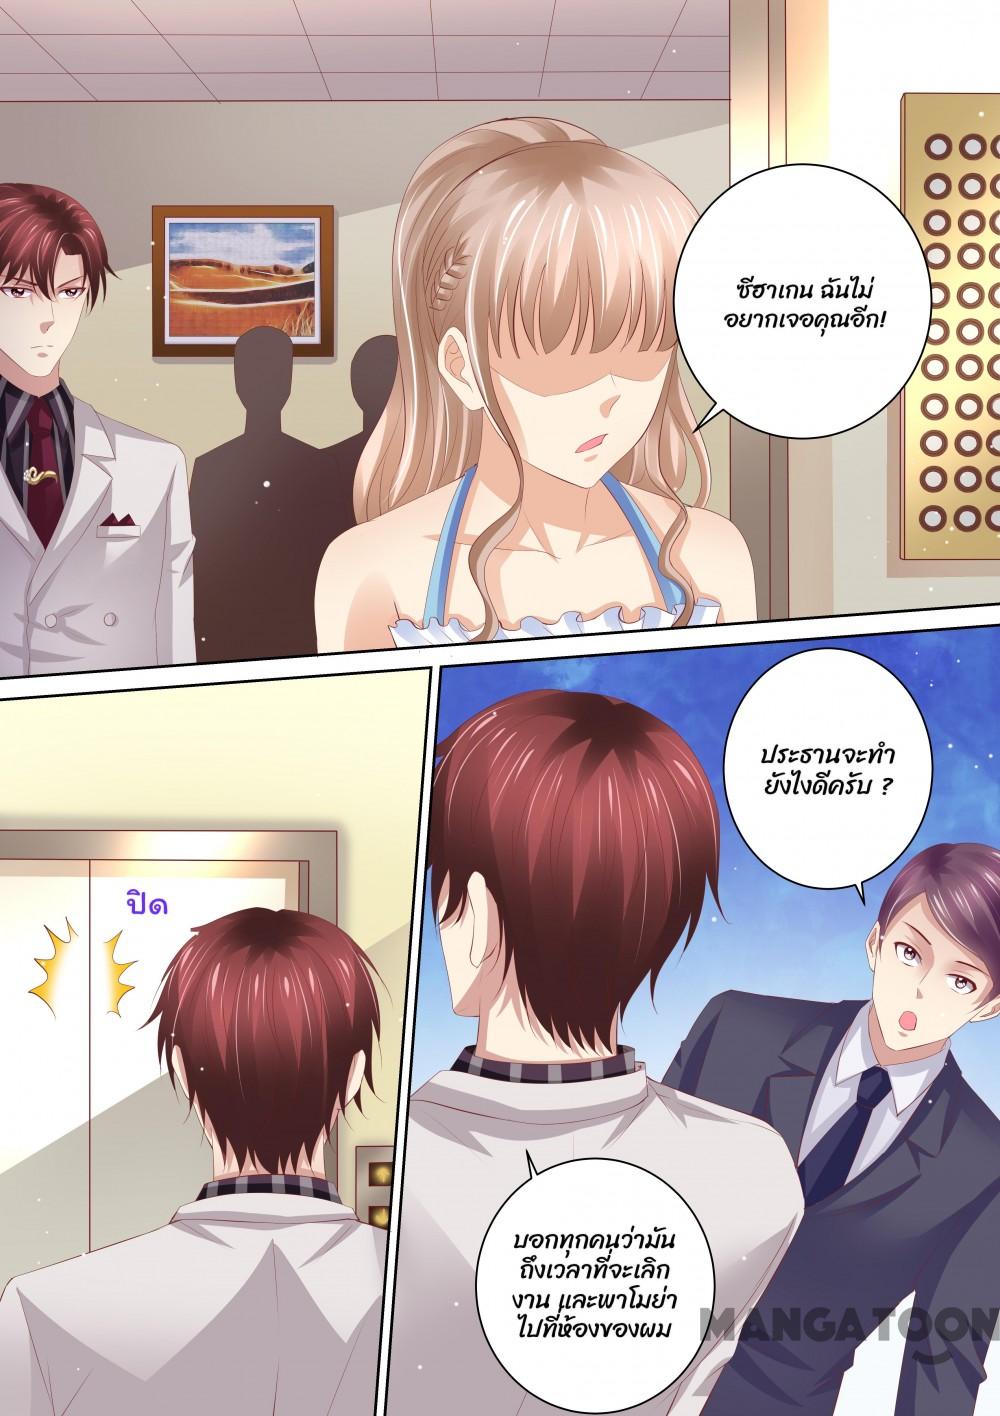 ซีฮาเกน ฉันไม่
อยากเจอคุณอีก!
ปิด
ประธานจะทำ
ยังไงดีครับ ?
บอกทุกคนว่ามัน
ถึงเวลาที่จะเลิก
งาน และพาโมย่า
ไปที่ห้องของผม
MANGATOON